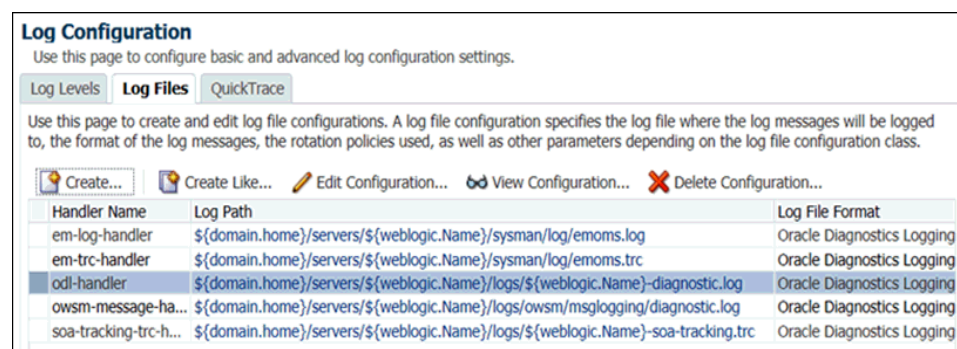 Log Configuration
Use this page to configure basic and advanced log configuration settings.
Log Levels Log Files QuickTrace
Use this page to create and edit log file configurations. A log file configuration specifies the log file where the log messages will be logged
to, the format of the log messages, the rotation policies used, as well as other parameters depending on the log file configuration class.
Create... Create Like... Edit Configuration... View Configuration... Delete Configuration...
Handler Name Log Path Log File Format
em-log-handler ${domain.home}/servers/${weblogic.Name}/sysman/log/emoms.log Oracle Diagnostics Logging
em-trc-handler ${domain.home}/servers/${weblogic.Name}/sysman/log/emoms.trc Oracle Diagnostics Logging
odl-handler ${domain.home}/servers/${weblogic.Name}/logs/${weblogic.Name}-diagnostic.log Oracle Diagnostics Logging
owsm-message-ha... ${domain.home}/servers/${weblogic.Name}/logs/owsm/msglogging/diagnostic.log Oracle Diagnostics Logging
soa-tracking-trc-h... ${domain.home}/servers/${weblogic.Name}/logs/${weblogic.Name}-soa-tracking.trc Oracle Diagnostics Logging